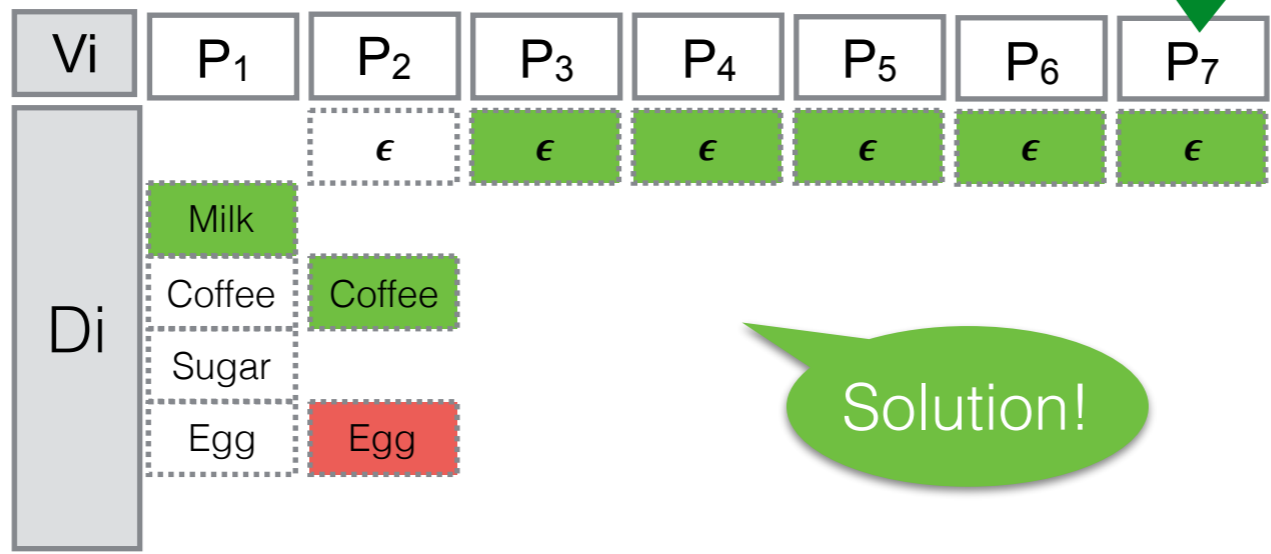 Vi P₁ P₂ P₃ P₄ P₅ P₆ P₇
ϵ ϵ ϵ ϵ ϵ ϵ
Milk
Coffee Coffee
Di
Sugar
Egg Egg
Solution!